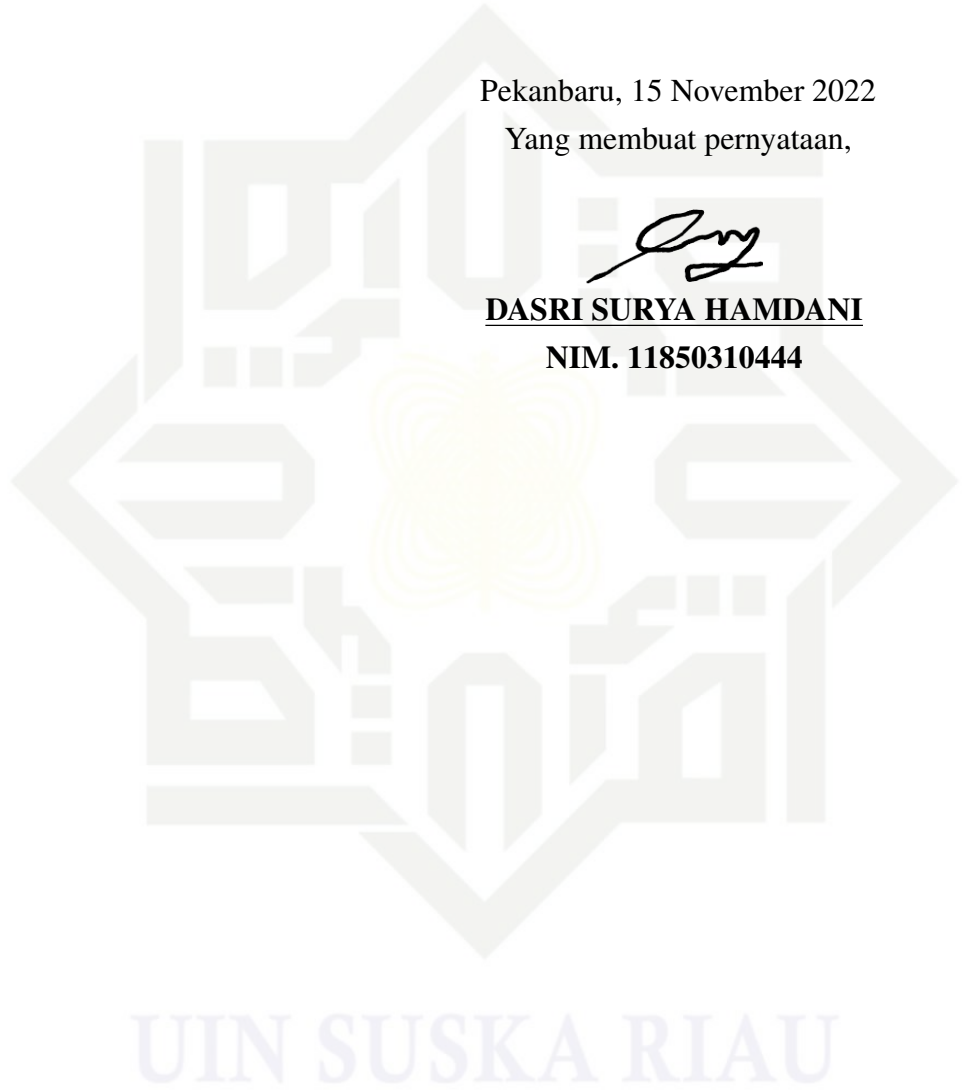 Pekanbaru, 15 November 2022
Yang membuat pernyataan,
DASRI SURYA HAMDANI
NIM. 11850310444
UIN SUSKA RIAU